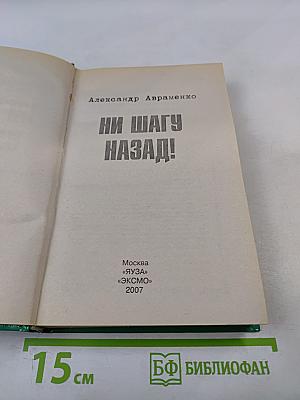 Александр Авраменко
НИ ШАГУ
НАЗАД!
Москва
«ЯУЗА»
«ЭКСМО»
2007
15 см
БФ БИБЛИОФАН